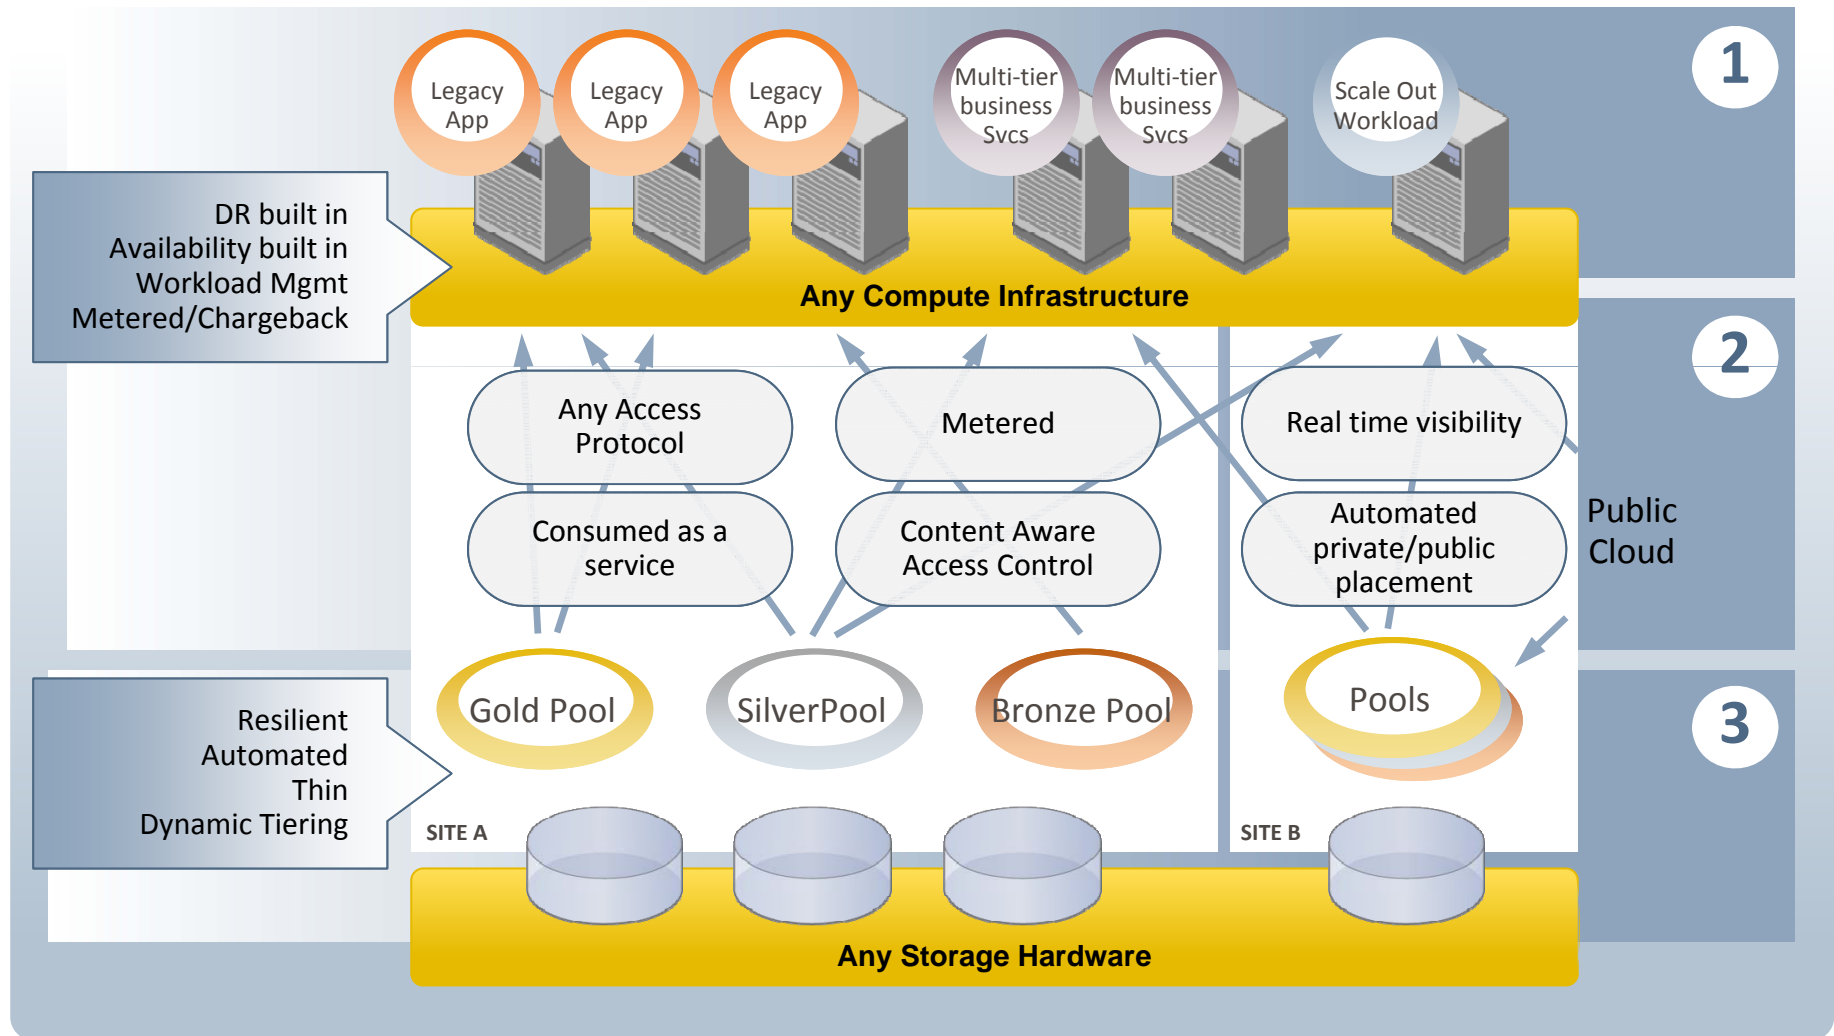 Legacy
App
Legacy
App
Legacy
App
Multi-tier
business
Svcs
Multi-tier
business
Svcs
Scale Out
Workload
1
DR built in
Availability built in
Workload Mgmt
Metered/Chargeback
Any Compute Infrastructure
2
Any Access
Protocol
Metered
Real time visibility
Consumed as a
service
Content Aware
Access Control
Automated
private/public
placement
Public
Cloud
Gold Pool
SilverPool
Bronze Pool
Pools
3
Resilient
Automated
Thin
Dynamic Tiering
SITE A
SITE B
Any Storage Hardware